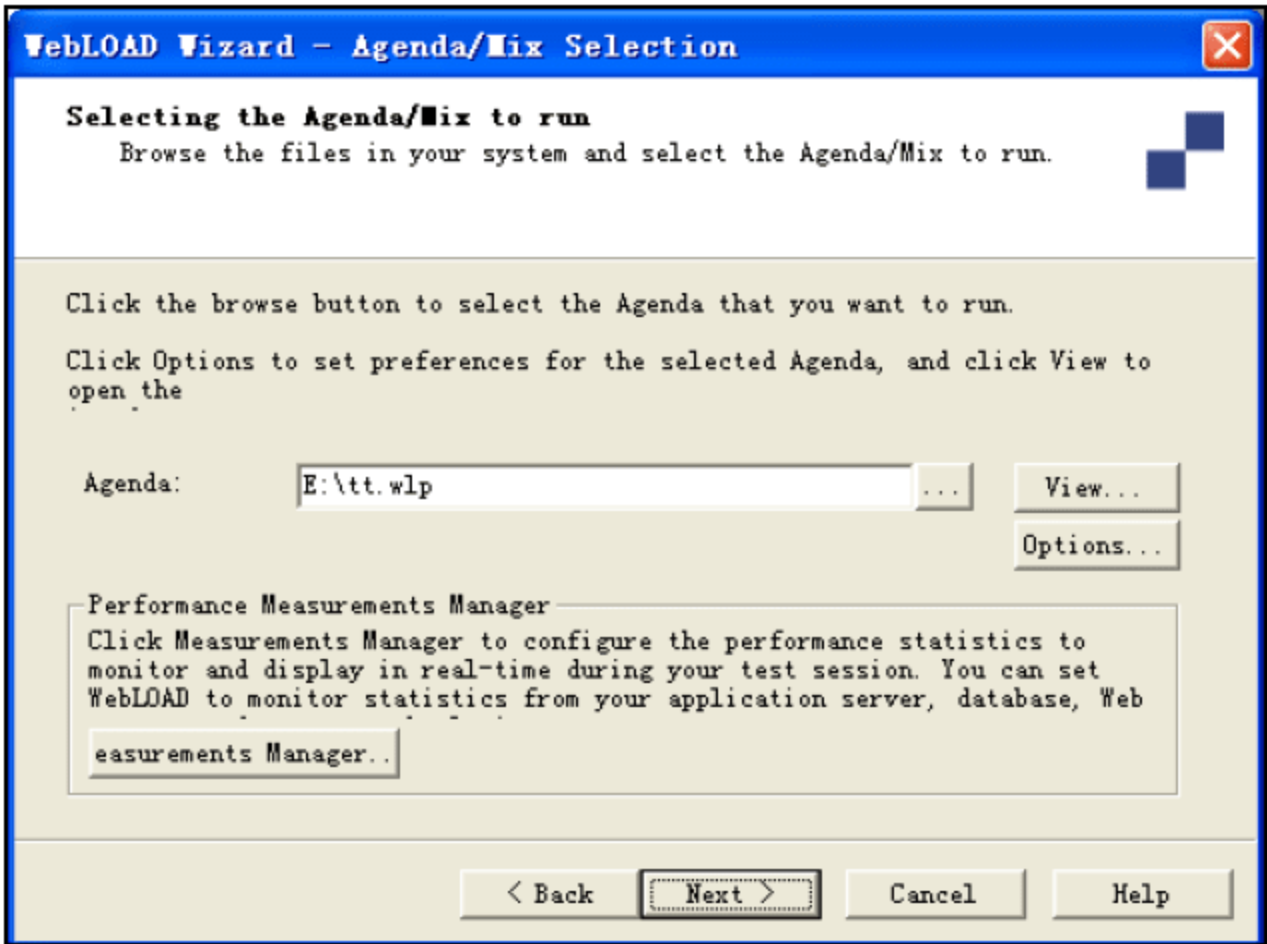 WebLOAD Wizard - Agenda/Mix Selection
Selecting the Agenda/Mix to run
Browse the files in your system and select the Agenda/Mix to run.
Click the browse button to select the Agenda that you want to run.
Click Options to set preferences for the selected Agenda, and click View to
open the
Agenda:
E:\tt.wlp
...
View...
Options...
Performance Measurements Manager
Click Measurements Manager to configure the performance statistics to
monitor and display in real-time during your test session. You can set
WebLOAD to monitor statistics from your application server, database, Web
easurements Manager..
< Back
Next >
Cancel
Help